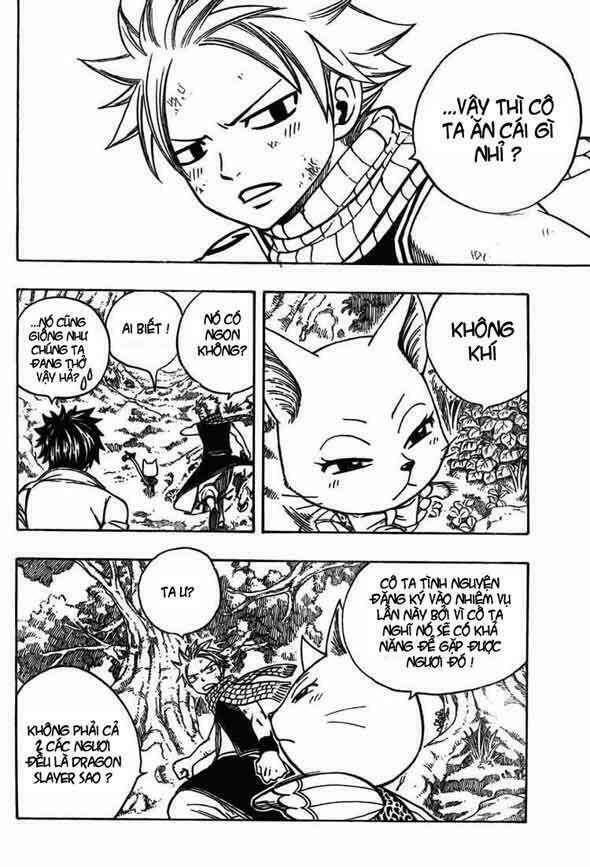 ...VẬY THÌ CÔ
TA ĂN CÁI GÌ
NHỈ ?
KHÔNG
KHÍ
NÓ CÓ
NGON
KHÔNG?
AI BIẾT !
...NÓ CŨNG
GIỐNG NHƯ
CHÚNG TA
ĐANG THỞ
VẬY HẢ?
CÔ TA TÌNH NGUYỆN
ĐĂNG KÝ VÀO NHIỆM VỤ
LẦN NÀY BỞI VÌ CÔ TA
NGHĨ NÓ SẼ CÓ KHẢ
NĂNG ĐỂ GẶP ĐƯỢC
NGƯƠI ĐÓ !
TA Ư?
KHÔNG PHẢI CẢ
2 CÁC NGƯƠI
ĐỀU LÀ DRAGON
SLAYER SAO ?